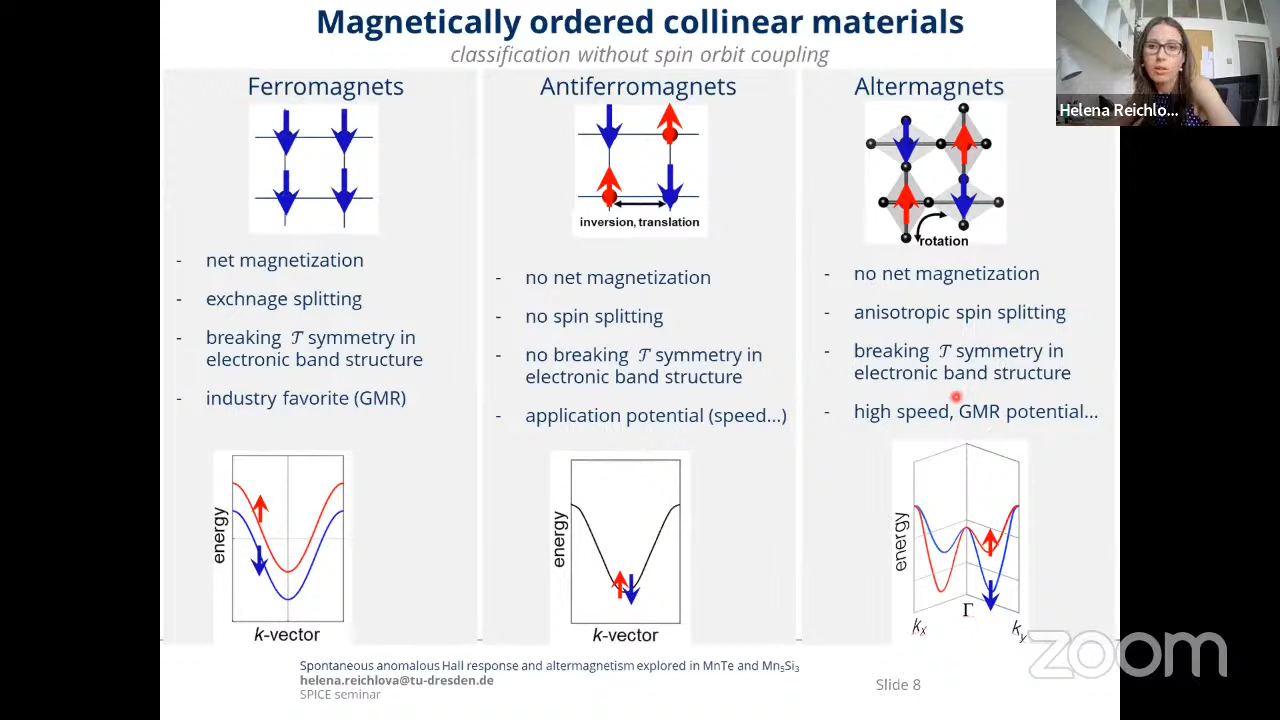 Magnetically ordered collinear materials
classification without spin orbit coupling
Helena Reichlo...
Ferromagnets
- net magnetization
- exchnage splitting
- breaking 𝒯 symmetry in
electronic band structure
- industry favorite (GMR)
energy
k-vector
Antiferromagnets
inversion, translation
- no net magnetization
- no spin splitting
- no breaking 𝒯 symmetry in
electronic band structure
- application potential (speed...)
energy
k-vector
Altermagnets
rotation
- no net magnetization
- anisotropic spin splitting
- breaking 𝒯 symmetry in
electronic band structure
- high speed, GMR potential...
energy
Γ
kₓ
k_y
Spontaneous anomalous Hall response and altermagnetism explored in MnTe and Mn₅Si₃
helena.reichlova@tu-dresden.de
SPICE seminar
Slide 8
zoom